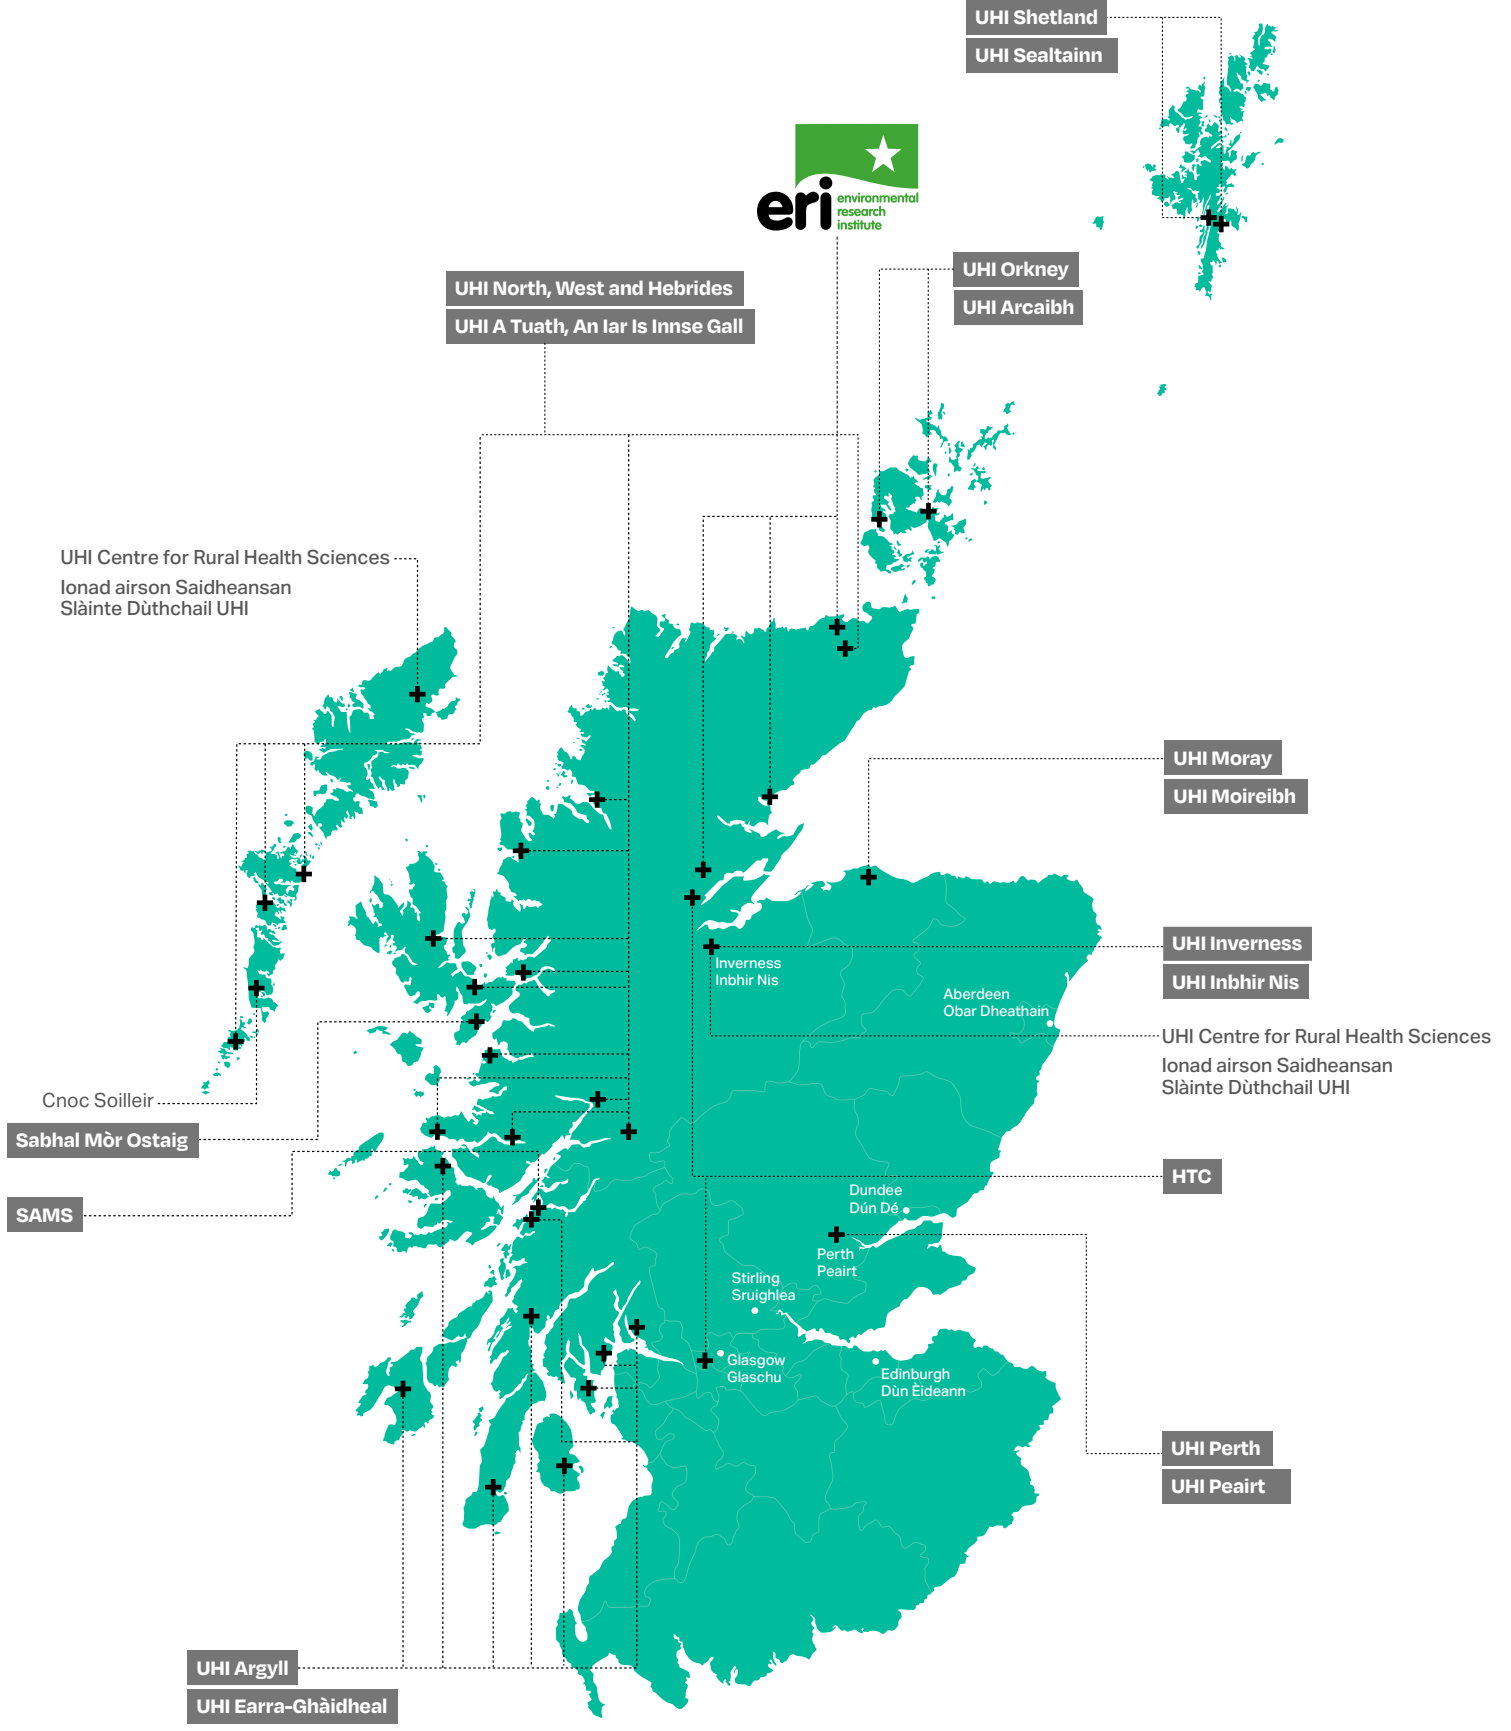 UHI Shetland
UHI Sealtainn
eri
environmental
research
institute
UHI Orkney
UHI Arcaibh
UHI North, West and Hebrides
UHI A Tuath, An Iar Is Innse Gall
UHI Centre for Rural Health Sciences
Ionad airson Saidheansan
Slàinte Dùthchail UHI
UHI Moray
UHI Moireibh
UHI Inverness
UHI Inbhir Nis
Inverness
Inbhir Nis
Aberdeen
Obar Dheathain
UHI Centre for Rural Health Sciences
Ionad airson Saidheansan
Slàinte Dùthchail UHI
Cnoc Soilleir
Sabhal Mòr Ostaig
SAMS
HTC
Dundee
Dún Dé
Perth
Peairt
Stirling
Sruighlea
Glasgow
Glaschu
Edinburgh
Dùn Èideann
UHI Perth
UHI Peairt
UHI Argyll
UHI Earra-Ghàidheal